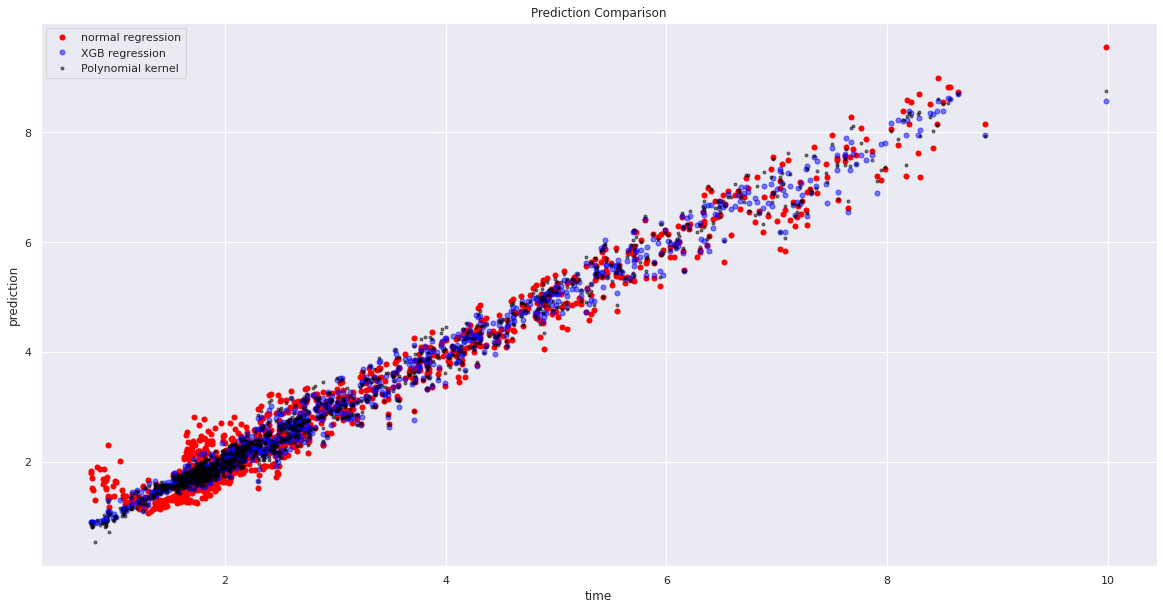 Prediction Comparison
normal regression
XGB regression
Polynomial kernel
prediction
8
6
4
2
2 4 6 8 10
time